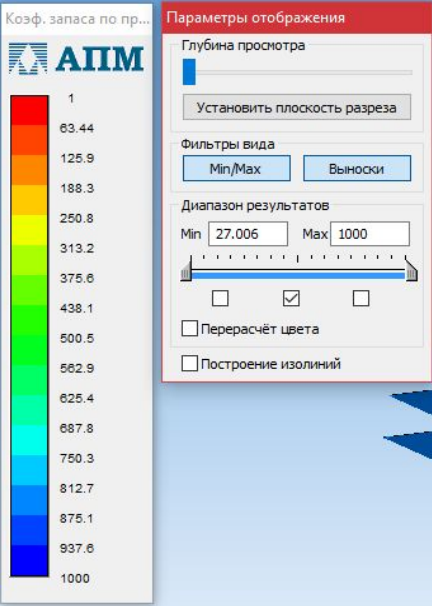 Коэф. запаса по пр...
АПМ
1
63.44
125.9
188.3
250.8
313.2
375.6
438.1
500.5
562.9
625.4
687.8
750.3
812.7
875.1
937.6
1000
Параметры отображения
Глубина просмотра
Установить плоскость разреза
Фильтры вида
Min/Max Выноски
Диапазон результатов
Min 27.006 Max 1000
Перерасчёт цвета
Построение изолиний